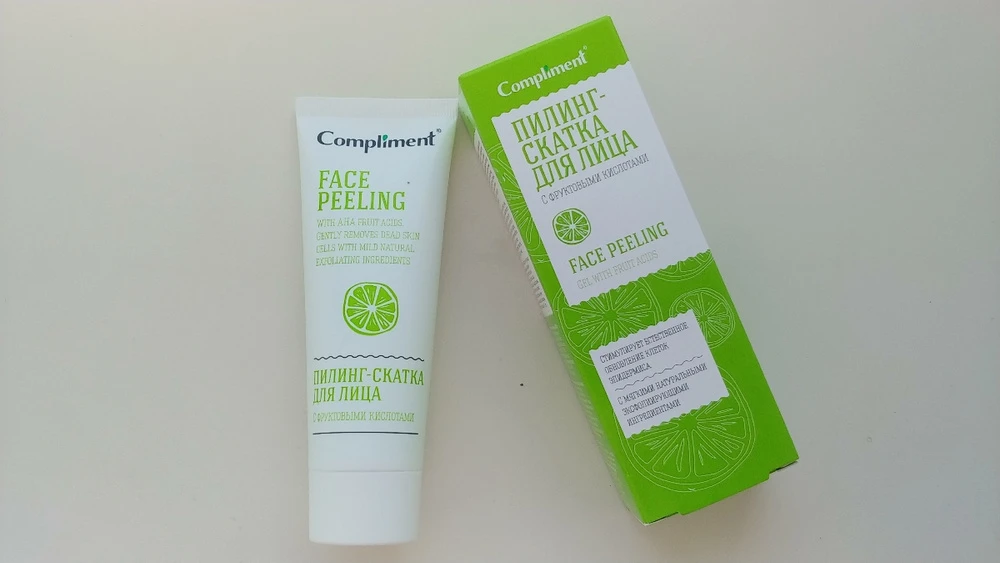 Compliment®
FACE
PEELING
WITH AHA FRUIT ACIDS.
GENTLY REMOVES DEAD SKIN
CELLS WITH MILD NATURAL
EXFOLIATING INGREDIENTS
ПИЛИНГ-СКАТКА
ДЛЯ ЛИЦА
С ФРУКТОВЫМИ КИСЛОТАМИ
Compliment®
ПИЛИНГ-
СКАТКА
ДЛЯ ЛИЦА
С ФРУКТОВЫМИ КИСЛОТАМИ
FACE PEELING
GEL WITH FRUIT ACIDS
СТИМУЛИРУЕТ ЕСТЕСТВЕННОЕ
ОБНОВЛЕНИЕ КЛЕТОК
ЭПИДЕРМИСА
С МЯГКИМИ НАТУРАЛЬНЫМИ
ЭКСФОЛИИРУЮЩИМИ
ИНГРЕДИЕНТАМИ